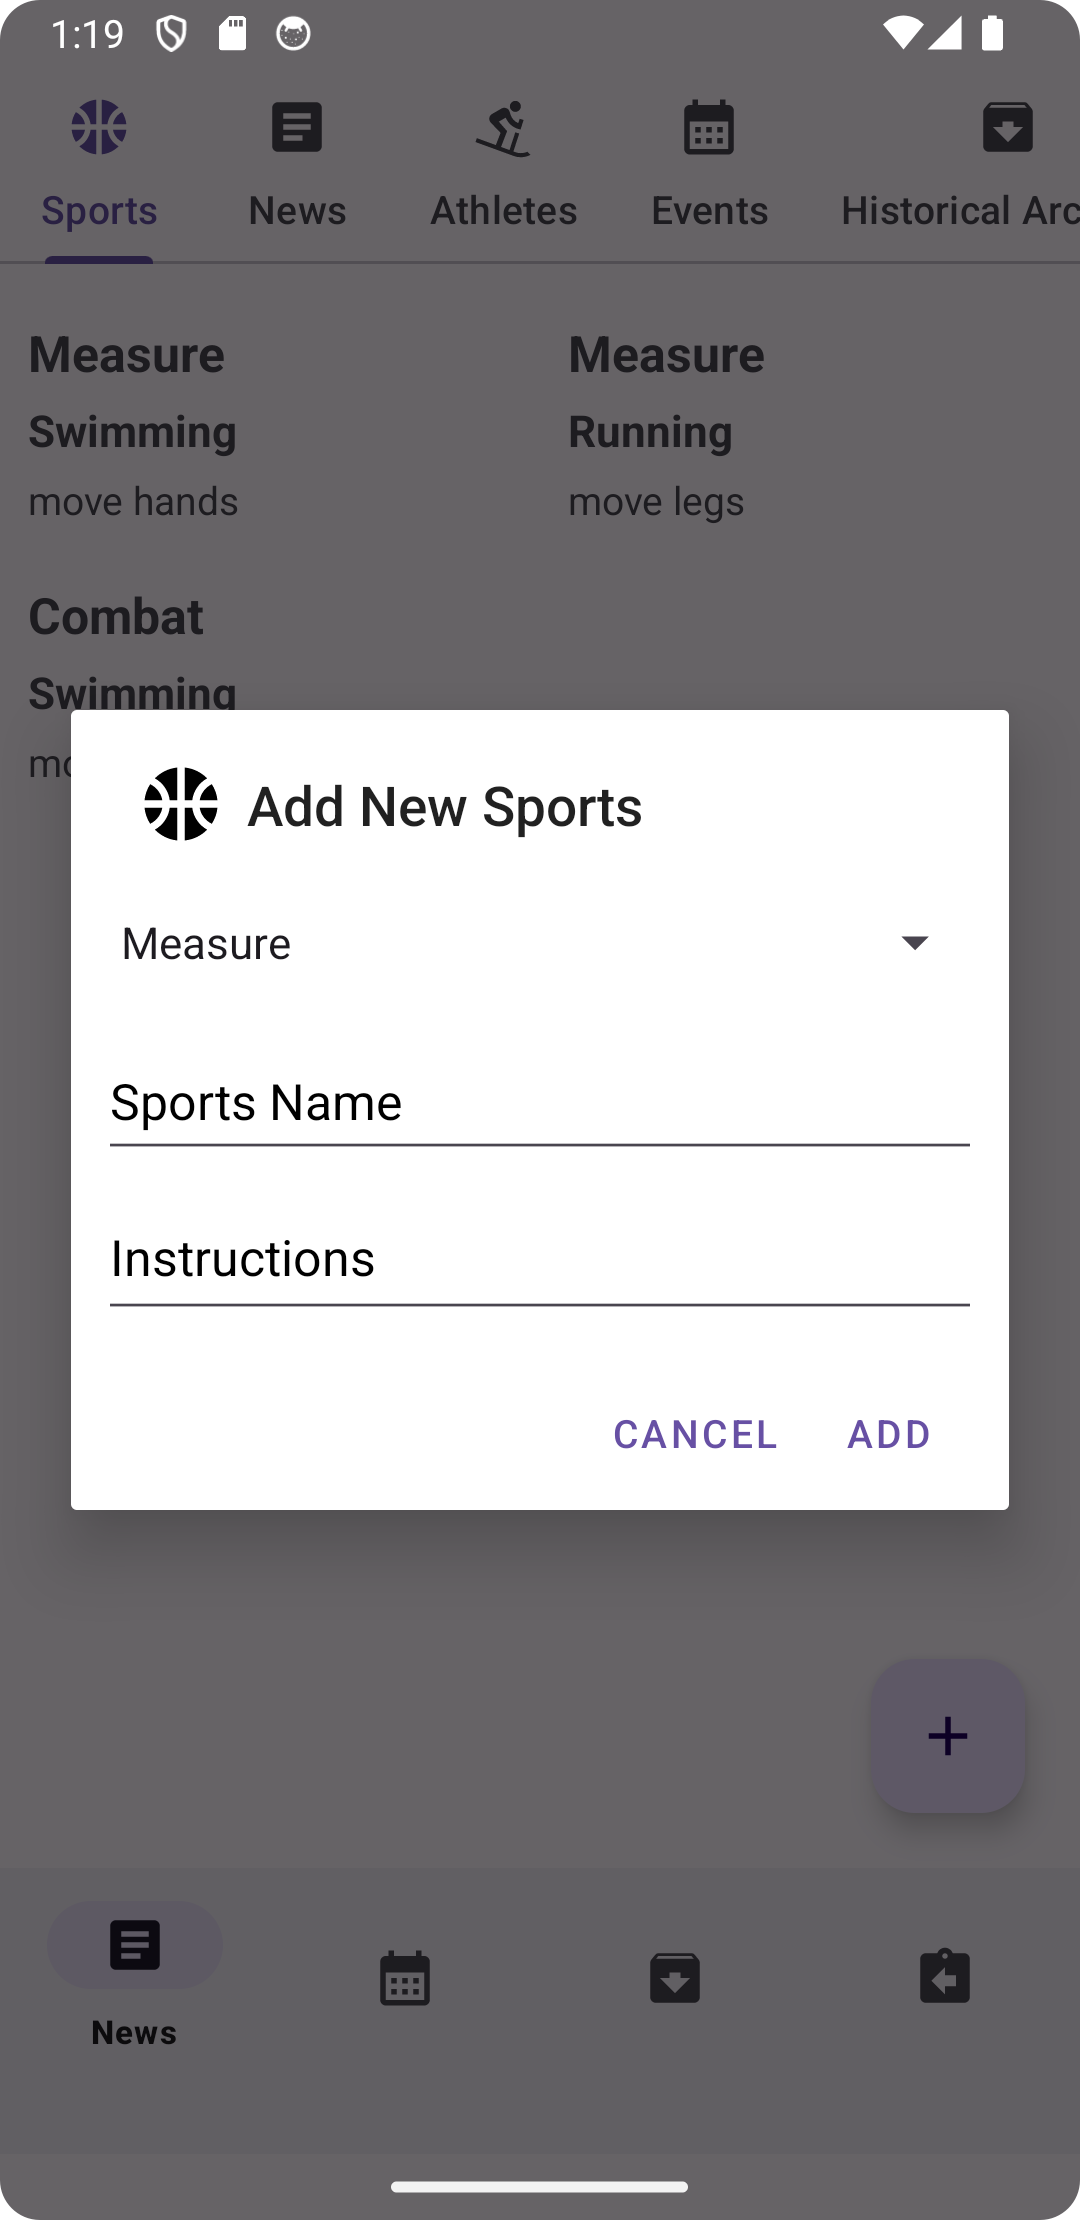 1:19
Sports News Athletes Events Historical Arc
Measure Measure
Swimming Running
move hands move legs
Combat
Swimming
Add New Sports
Measure
Sports Name
Instructions
CANCEL ADD
News